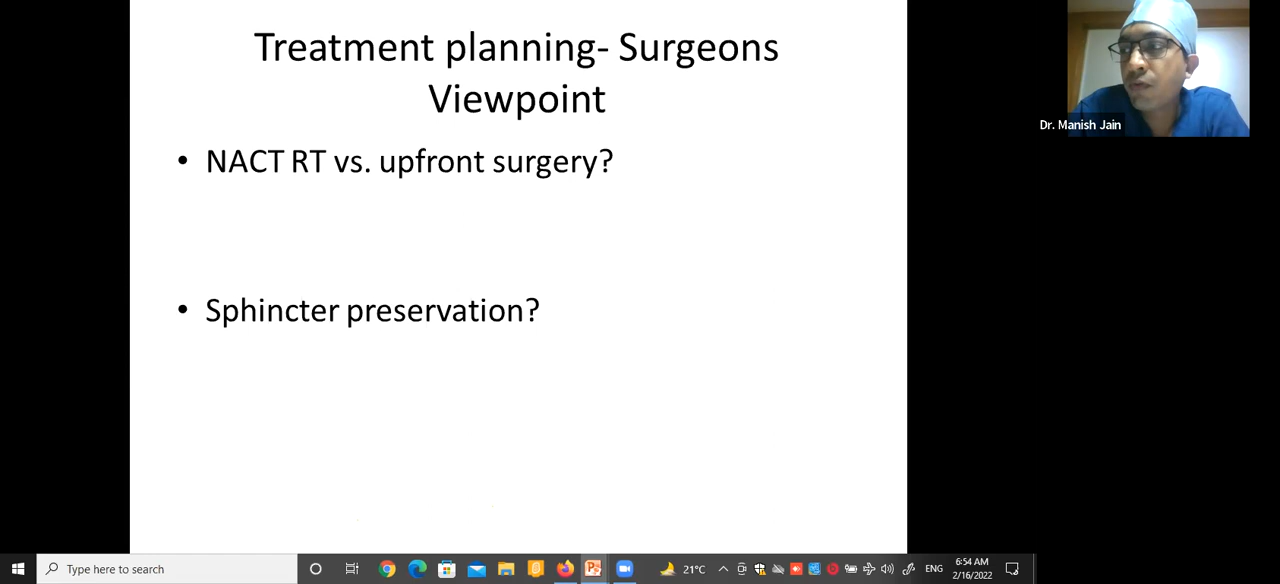 Treatment planning- Surgeons
Viewpoint
• NACT RT vs. upfront surgery?
• Sphincter preservation?
Dr. Manish Jain
Type here to search
21°C
ENG
6:54 AM
2/16/2022